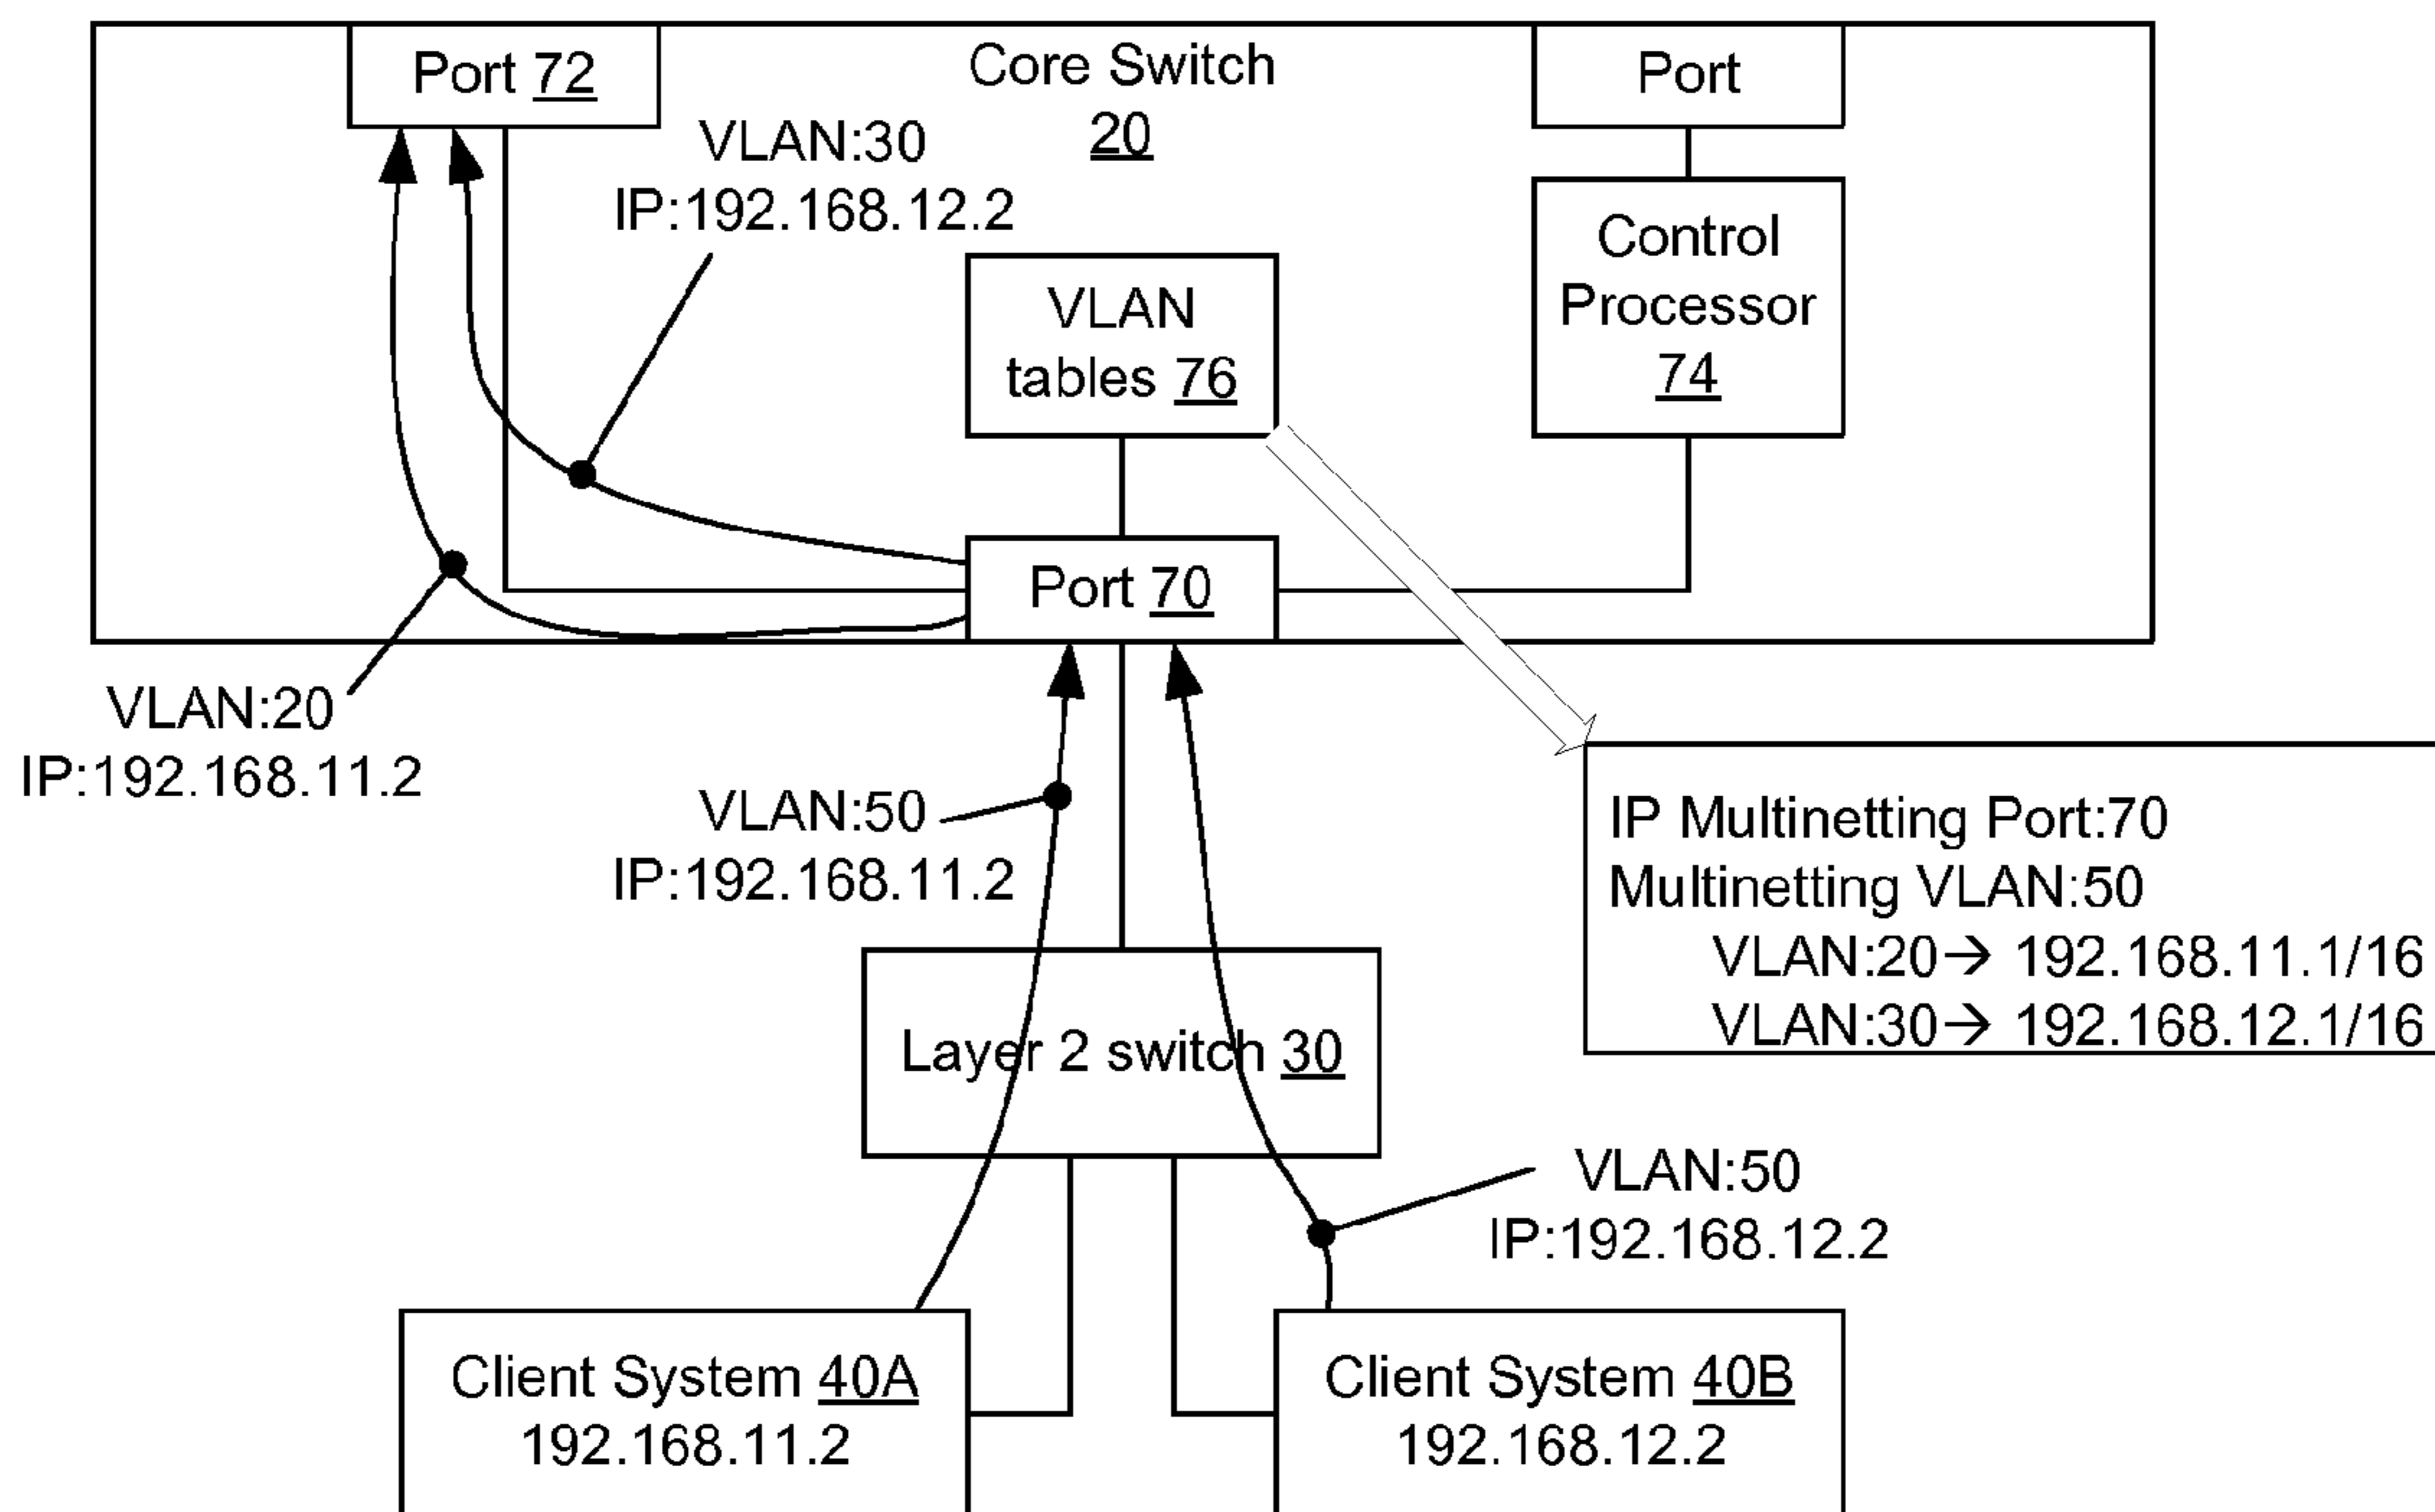 Port 72
Core Switch
20
Port
VLAN:30
IP:192.168.12.2
Control
Processor
74
VLAN
tables 76
Port 70
VLAN:20
IP:192.168.11.2
VLAN:50
IP:192.168.11.2
IP Multinetting Port:70
Multinetting VLAN:50
VLAN:20→ 192.168.11.1/16
VLAN:30→ 192.168.12.1/16
Layer 2 switch 30
VLAN:50
IP:192.168.12.2
Client System 40A
192.168.11.2
Client System 40B
192.168.12.2